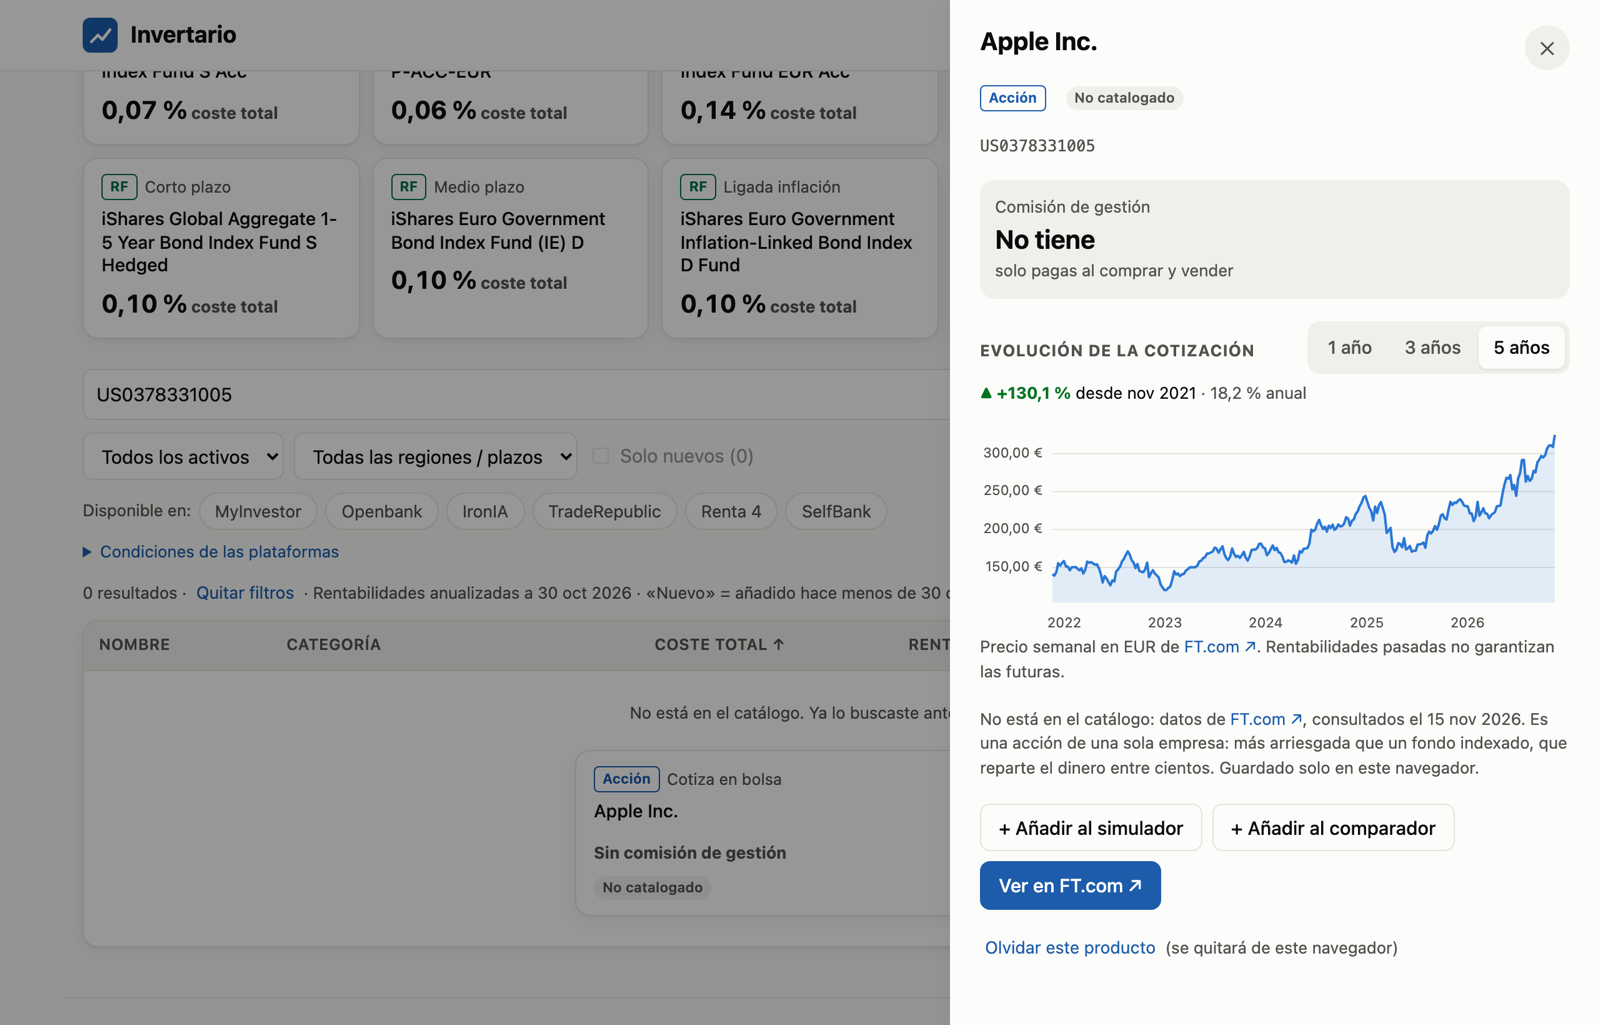 Invertario
Index Fund S Acc
P-ACC-EUR
Index Fund EUR Acc
0,07 % coste total
0,06 % coste total
0,14 % coste total
RF Corto plazo
iShares Global Aggregate 1-
5 Year Bond Index Fund S
Hedged
0,10 % coste total
RF Medio plazo
iShares Euro Government
Bond Index Fund (IE) D
0,10 % coste total
RF Ligada inflación
iShares Euro Government
Inflation-Linked Bond Index
D Fund
0,10 % coste total
US0378331005
Todos los activos
Todas las regiones / plazos
Solo nuevos (0)
Disponible en: MyInvestor Openbank IronIA TradeRepublic Renta 4 SelfBank
Condiciones de las plataformas
0 resultados · Quitar filtros · Rentabilidades anualizadas a 30 oct 2026 · «Nuevo» = añadido hace menos de 30
NOMBRE CATEGORÍA COSTE TOTAL ↑ RENT
No está en el catálogo. Ya lo buscaste
Acción Cotiza en bolsa
Apple Inc.
Sin comisión de gestión
No catalogado
Apple Inc.
Acción No catalogado
US0378331005
Comisión de gestión
No tiene
solo pagas al comprar y vender
EVOLUCIÓN DE LA COTIZACIÓN
1 año 3 años 5 años
▲ +130,1 % desde nov 2021 · 18,2 % anual
300,00 €
250,00 €
200,00 €
150,00 €
2022 2023 2024 2025 2026
Precio semanal en EUR de FT.com ↗. Rentabilidades pasadas no garantizan
las futuras.
No está en el catálogo: datos de FT.com ↗, consultados el 15 nov 2026. Es
una acción de una sola empresa: más arriesgada que un fondo indexado, que
reparte el dinero entre cientos. Guardado solo en este navegador.
+ Añadir al simulador
+ Añadir al comparador
Ver en FT.com ↗
Olvidar este producto (se quitará de este navegador)